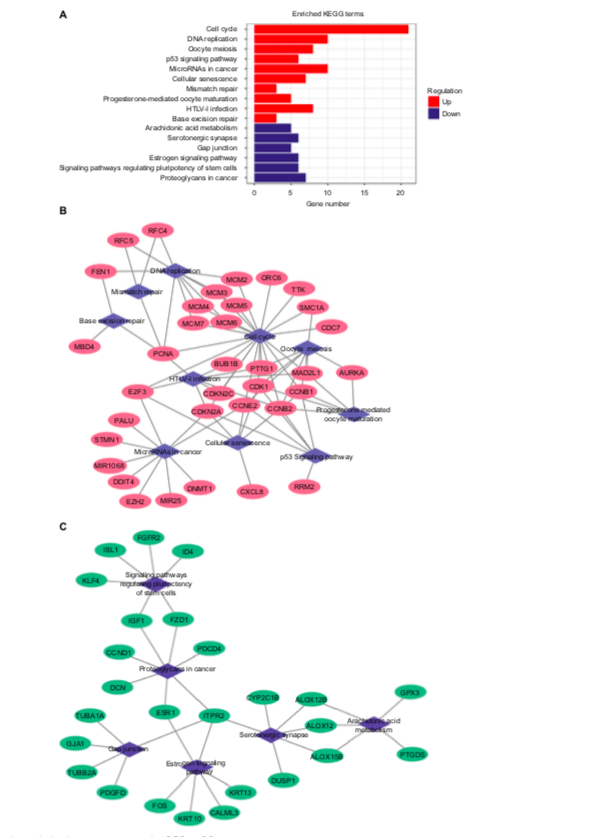 A
Enriched KEGG terms
Cell cycle
DNA replication
Oocyte meiosis
p53 signaling pathway
MicroRNAs in cancer
Cellular senescence
Mismatch repair
Progesterone-mediated oocyte maturation
HTLV-I infection
Base excision repair
Arachidonic acid metabolism
Serotonergic synapse
Gap junction
Estrogen signaling pathway
Signaling pathways regulating pluripotency of stem cells
Proteoglycans in cancer
0 5 10 15 20
Gene number
Regulation
Up
Down
B
RFC4
RFC5
FEN1
DNA replication
MCM2
ORC6
Mismatch repair
MCM3
TTK
MCM4
MCM5
SMC1A
Base excision repair
MCM7
MCM6
CDC7
Cell cycle
MBD4
PCNA
Oocyte meiosis
BUB1B
PTTG1
MAD2L1
AURKA
HTLV-I infection
CDK1
E2F3
CDKN2C
CCNB1
CDKN2A
CCNE2
CCNB2
Progesterone mediated
oocyte maturation
PALU
STMN1
Cellular senescence
MicroRNAs in cancer
p53 Signaling pathway
DDIT4
DNMT1
CXCL8
RRM2
EZH2
MIR25
C
FGFR2
ISL1
ID4
KLF4
Signaling pathways
regulating pluripotency
of stem cells
IGF1
FZD1
CCND1
PDCD4
Proteoglycans in cancer
DCN
CYP2C18
ALOX12B
GPX3
TUBA1A
ESR1
ITPR2
ALOX12
Arachidonic acid
metabolism
GJA1
Gap junction
Serotonergic synapse
ALOX15B
PTGDS
TUBB2A
Estrogen signaling
pathway
DUSP1
PDGFD
KRT13
FOS
KRT10
CALML3